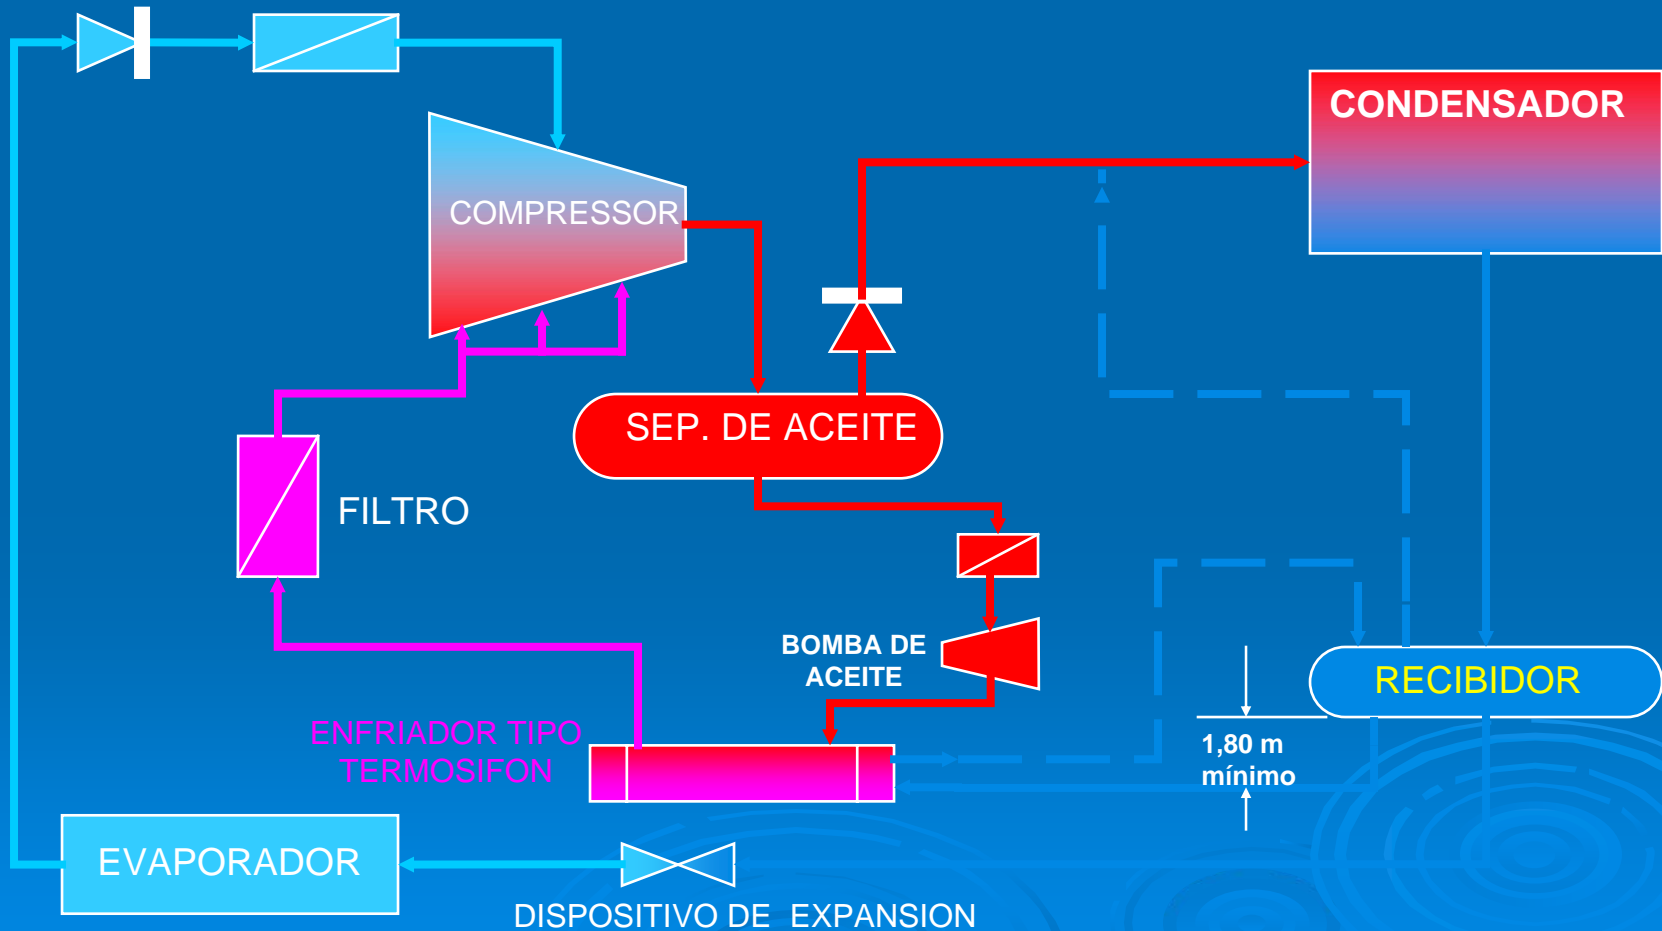 CONDENSADOR
COMPRESSOR
SEP. DE ACEITE
FILTRO
BOMBA DE
ACEITE
RECIBIDOR
ENFRIADOR TIPO
TERMOSIFON
1,80 m
mínimo
EVAPORADOR
DISPOSITIVO DE EXPANSION